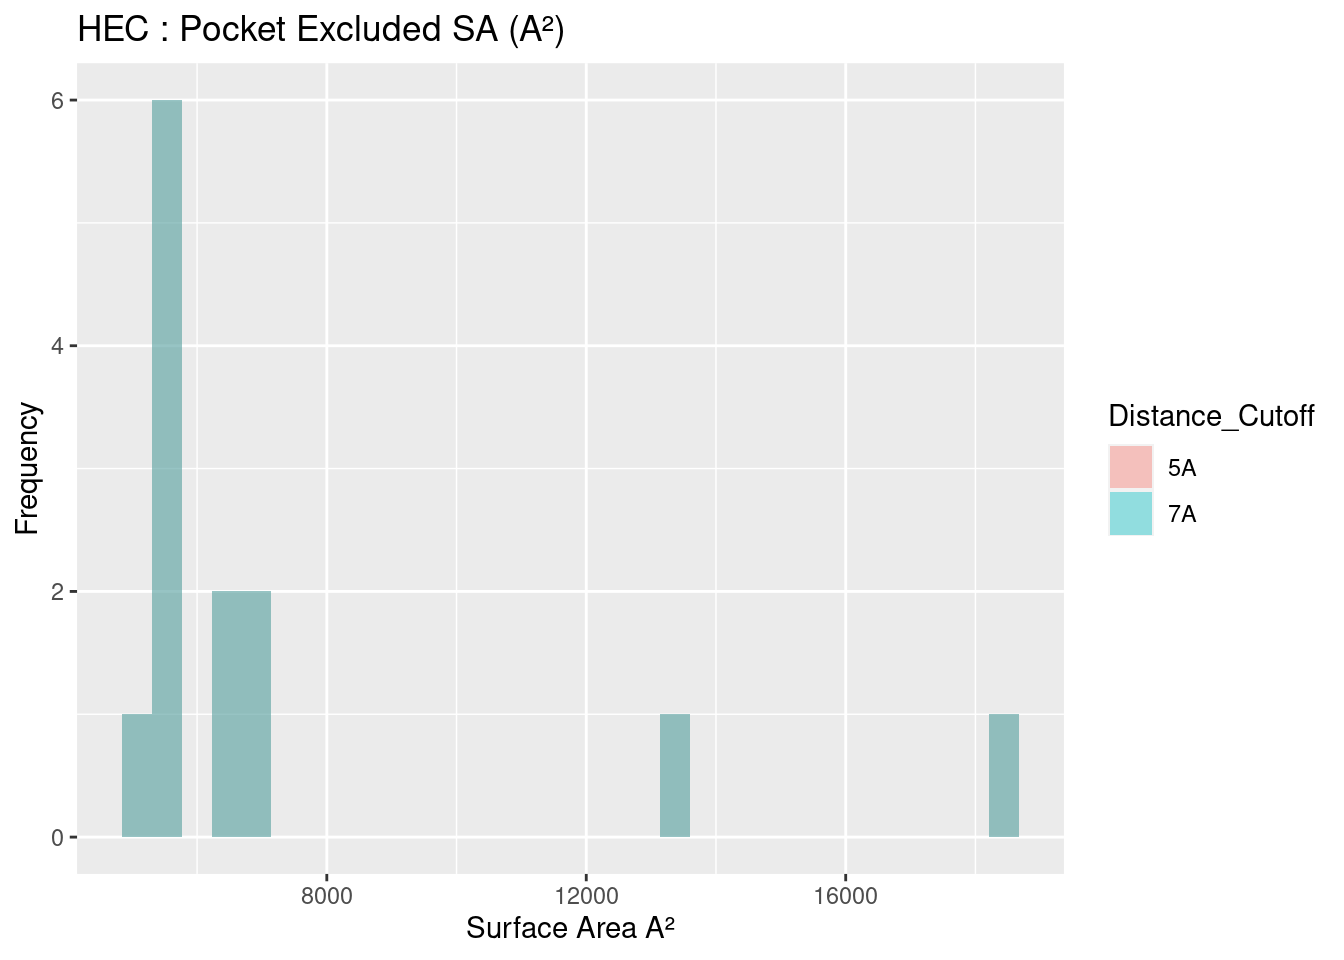 HEC : Pocket Excluded SA (A²)
6
4
2
0
Frequency
8000
12000
16000
Surface Area A²
Distance_Cutoff
5A
7A